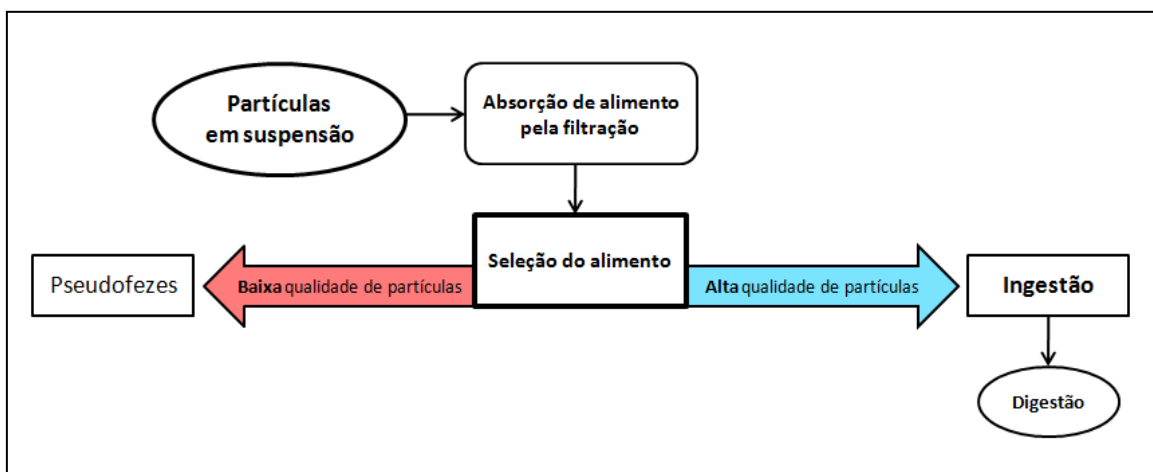 Partículas
em suspensão
Absorção de alimento
pela filtração
Seleção do alimento
Pseudofezes
Baixa qualidade de partículas
Alta qualidade de partículas
Ingestão
Digestão